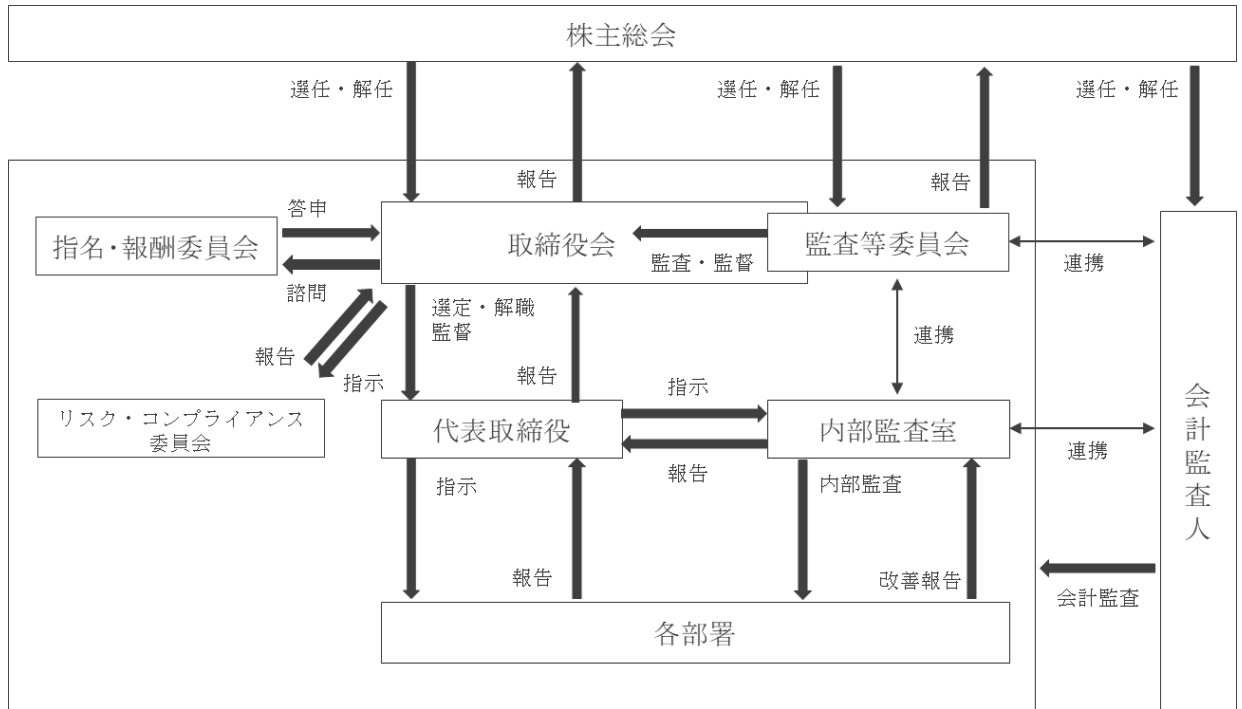 株主総会
選任・解任
選任・解任
選任・解任
報告
報告
答申
指名・報酬委員会
取締役会
監査等委員会
監査・監督
連携
諮問
選定・解職
監督
連携
報告
指示
報告
指示
リスク・コンプライアンス
委員会
代表取締役
内部監査室
会計監査人
報告
連携
指示
内部監査
報告
改善報告
会計監査
各部署